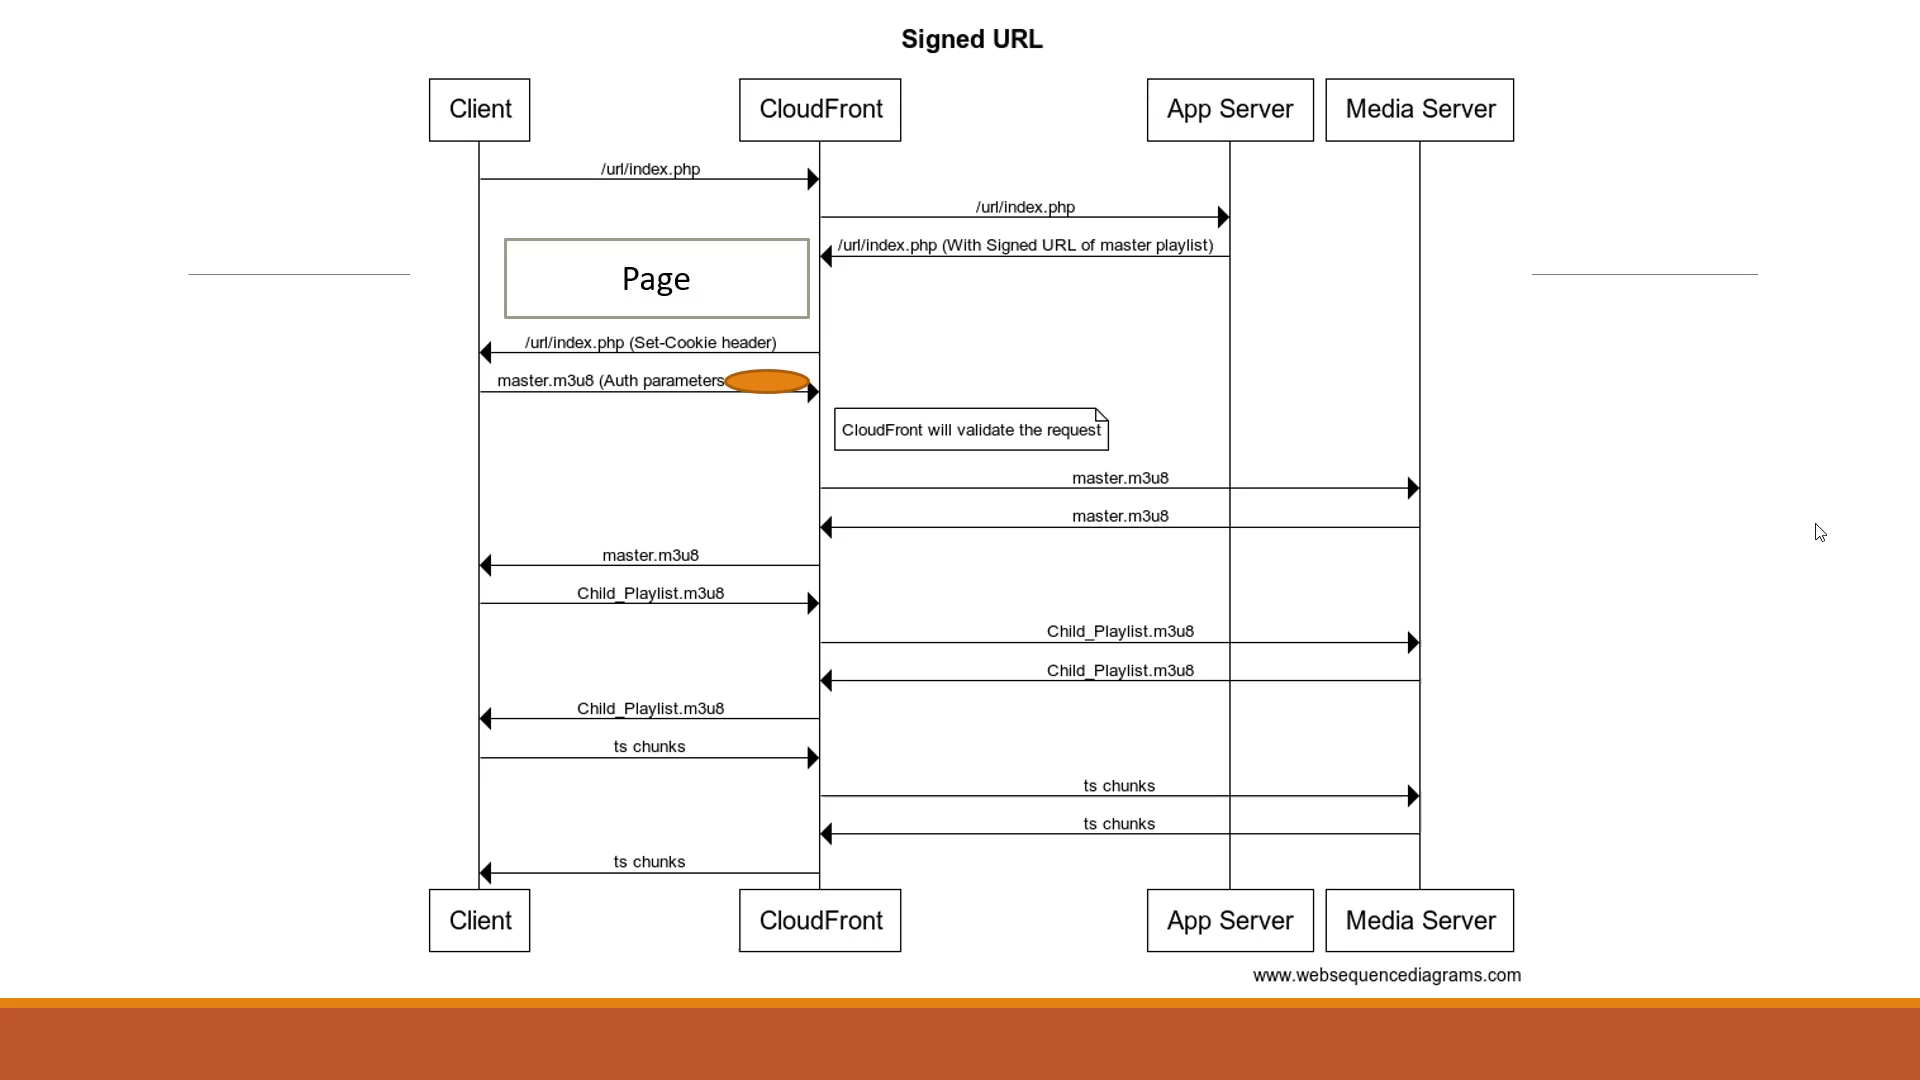 Signed URL
Client
CloudFront
App Server
Media Server
/url/index.php
/url/index.php
/url/index.php (With Signed URL of master playlist)
Page
/url/index.php (Set-Cookie header)
master.m3u8 (Auth parameters
CloudFront will validate the request
master.m3u8
master.m3u8
master.m3u8
Child_Playlist.m3u8
Child_Playlist.m3u8
Child_Playlist.m3u8
Child_Playlist.m3u8
ts chunks
ts chunks
ts chunks
ts chunks
Client
CloudFront
App Server
Media Server
www.websequencediagrams.com